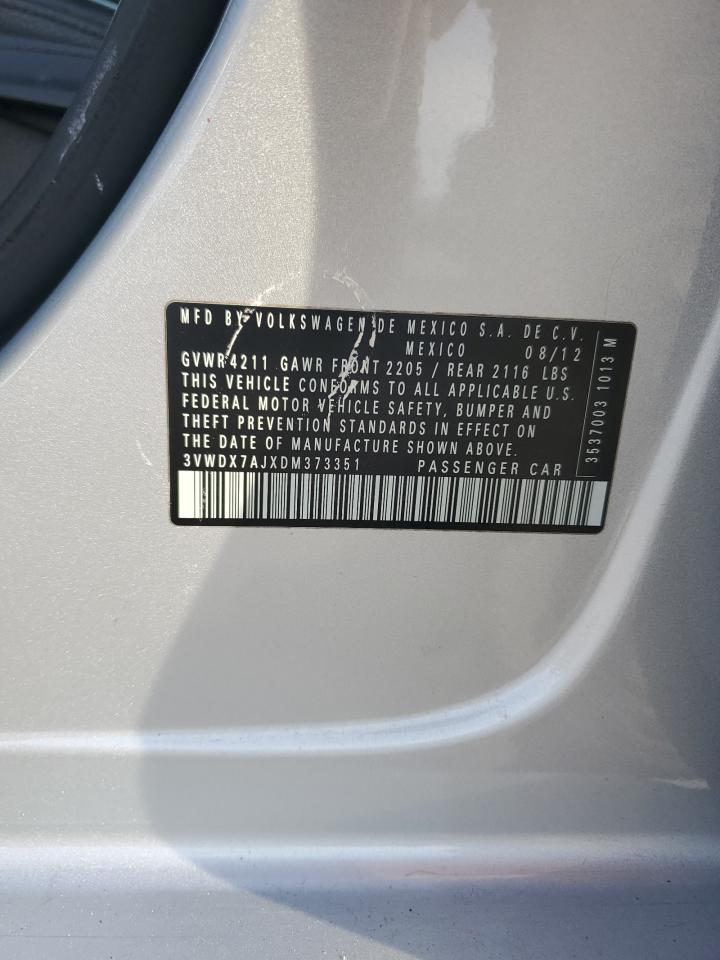 MFD BY VOLKSWAGEN DE MEXICO S.A. DE C.V.
MEXICO 08/12
GVWR 4211 GAWR FRONT 2205 / REAR 2116 LBS
THIS VEHICLE CONFORMS TO ALL APPLICABLE U.S.
FEDERAL MOTOR VEHICLE SAFETY, BUMPER AND
THEFT PREVENTION STANDARDS IN EFFECT ON
THE DATE OF MANUFACTURE SHOWN ABOVE.
3VWDX7AJXDM373351 PASSENGER CAR
3537003 1013 M